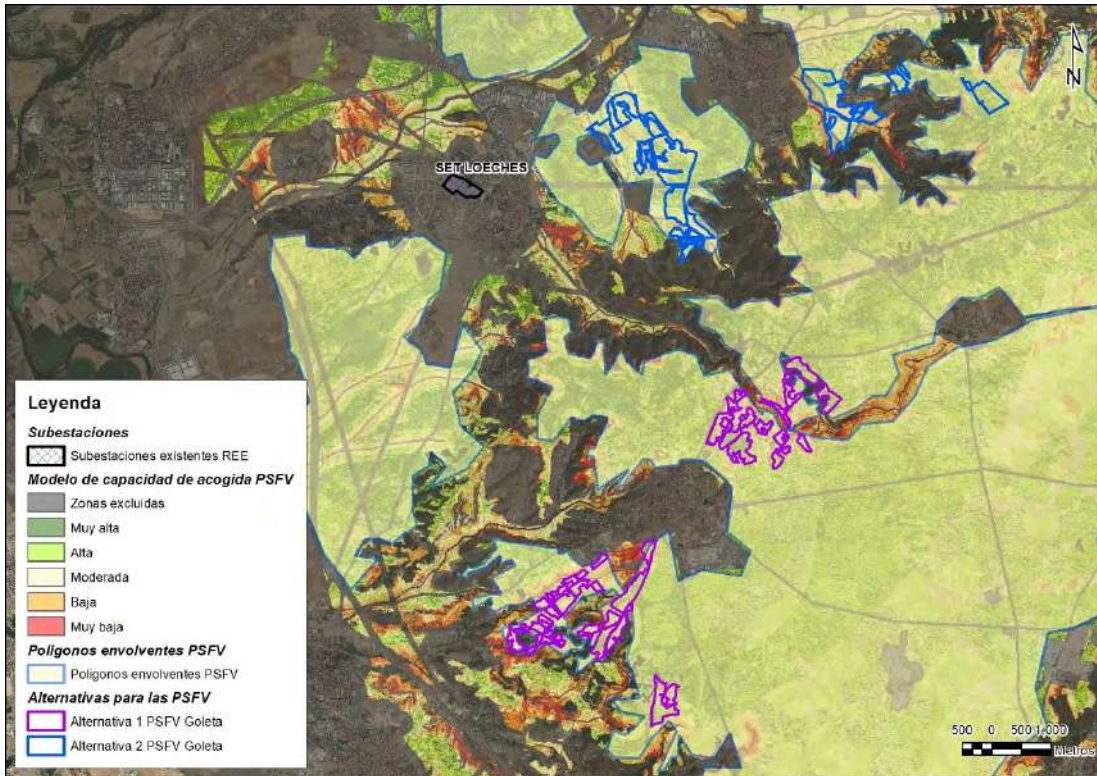 N
SET LOECHES
Leyenda
Subestaciones
Subestaciones existentes REE
Modelo de capacidad de acogida PSFV
Zonas excluidas
Muy alta
Alta
Moderada
Baja
Muy baja
Poligonos envolventes PSFV
Poligonos envolventes PSFV
Alternativas para las PSFV
Alternativa 1 PSFV Goleta
Alternativa 2 PSFV Goleta
500 0 500 1.000
Metros